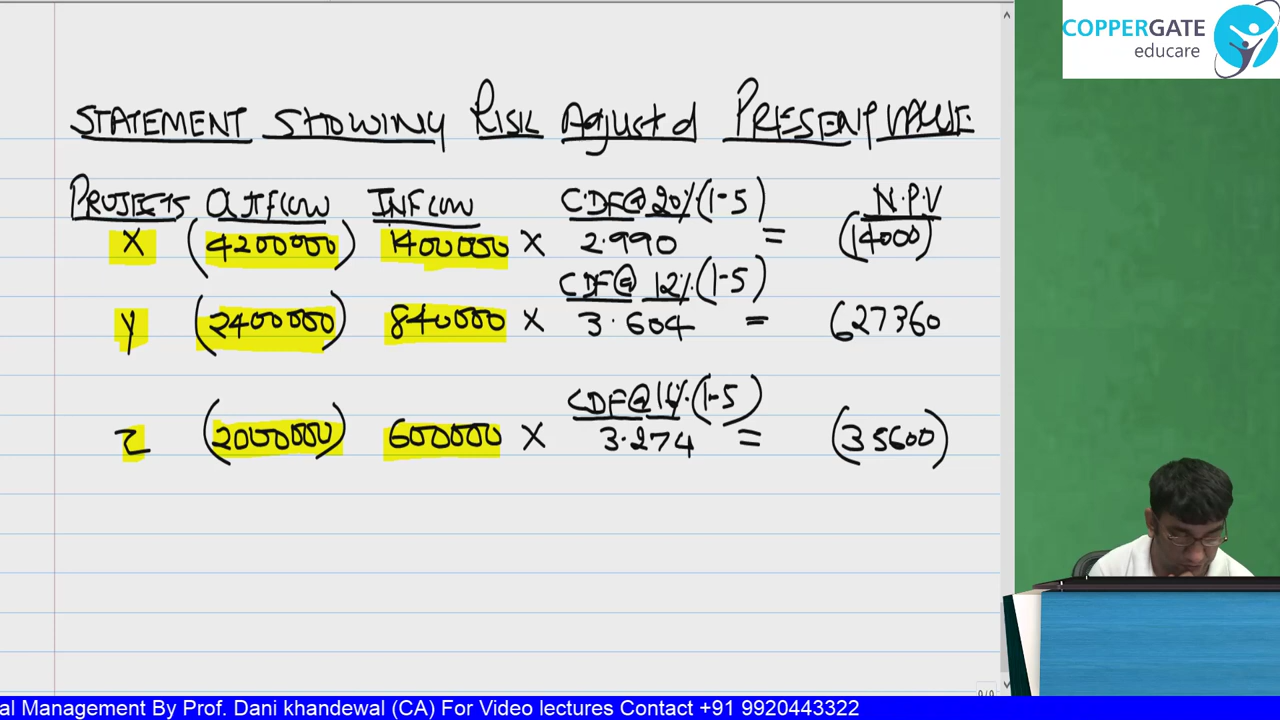 COPPERGATE
educare
STATEMENT SHOWING RISK Adjusted PRESENT VALUE
PROJECTS OUTFLOW INFLOW CDF@20%(1-5) N.P.V
X (4200000) 1400000 X 2.990 = (14000)
CDF@ 12%(1-5)
Y (2400000) 840000 X 3.604 = 627360
CDF@16%(1-5)
Z (2000000) 600000 X 3.274 = (35600)
al Management By Prof. Dani khandewal (CA) For Video lectures Contact +91 9920443322